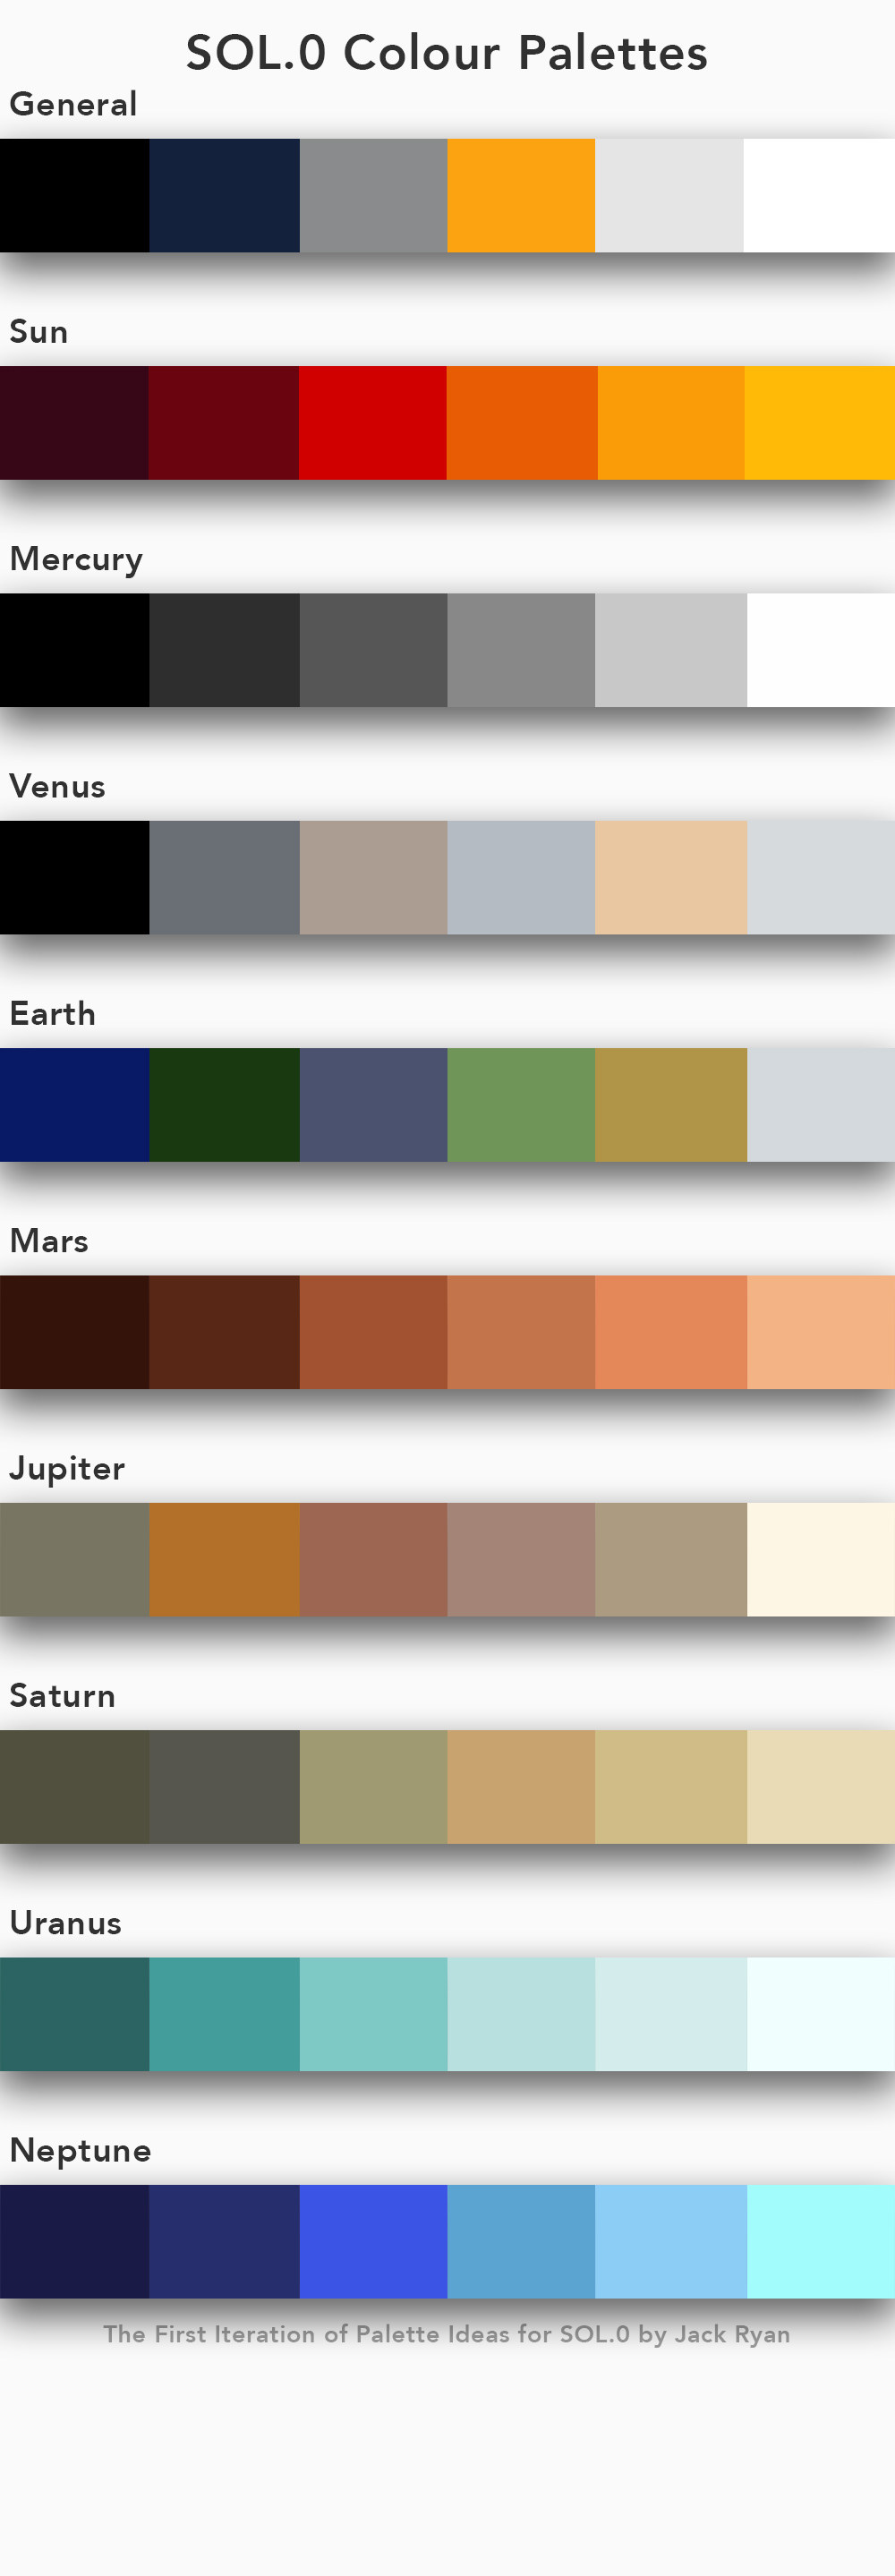 SOL.0 Colour Palettes
General
Sun
Mercury
Venus
Earth
Mars
Jupiter
Saturn
Uranus
Neptune
The First Iteration of Palette Ideas for SOL.0 by Jack Ryan